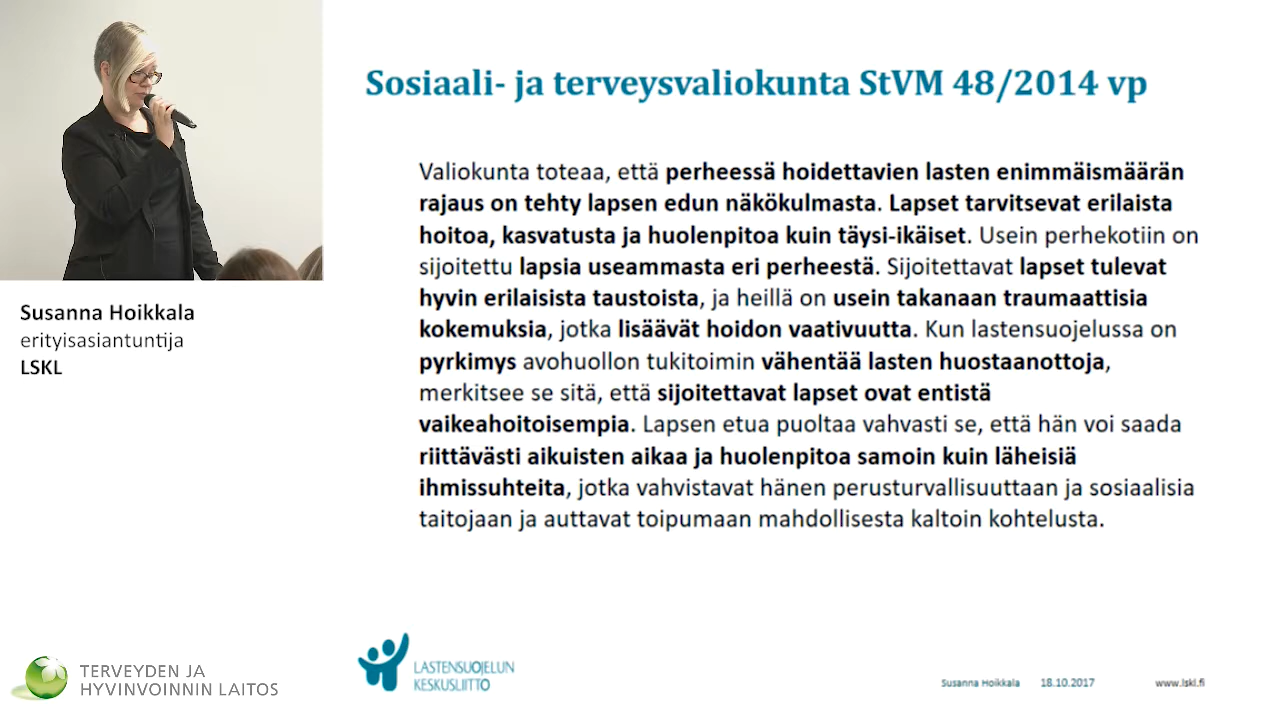 Sosiaali- ja terveysvaliokunta StVM 48/2014 vp
Valiokunta toteaa, että perheessä hoidettavien lasten enimmäismäärän
rajaus on tehty lapsen edun näkökulmasta. Lapset tarvitsevat erilaista
hoitoa, kasvatusta ja huolenpitoa kuin täysi-ikäiset. Usein perhekotiin on
sijoitettu lapsia useammasta eri perheestä. Sijoitettavat lapset tulevat
hyvin erilaisista taustoista, ja heillä on usein takanaan traumaattisia
kokemuksia, jotka lisäävät hoidon vaativuutta. Kun lastensuojelussa on
pyrkimys avohuollon tukitoimin vähentää lasten huostaanottoja,
merkitsee se sitä, että sijoitettavat lapset ovat entistä
vaikeahoitoisempia. Lapsen etua puoltaa vahvasti se, että hän voi saada
riittävästi aikuisten aikaa ja huolenpitoa samoin kuin läheisiä
ihmissuhteita, jotka vahvistavat hänen perusturvallisuuttaan ja sosiaalisia
taitojaan ja auttavat toipumaan mahdollisesta kaltoin kohtelusta.
Susanna Hoikkala
erityisasiantuntija
LSKL
TERVEYDEN JA
HYVINVOINNIN LAITOS
LASTENSUOJELUN
KESKUSLIITTO
Susanna Hoikkala 18.10.2017 www.lskl.fi